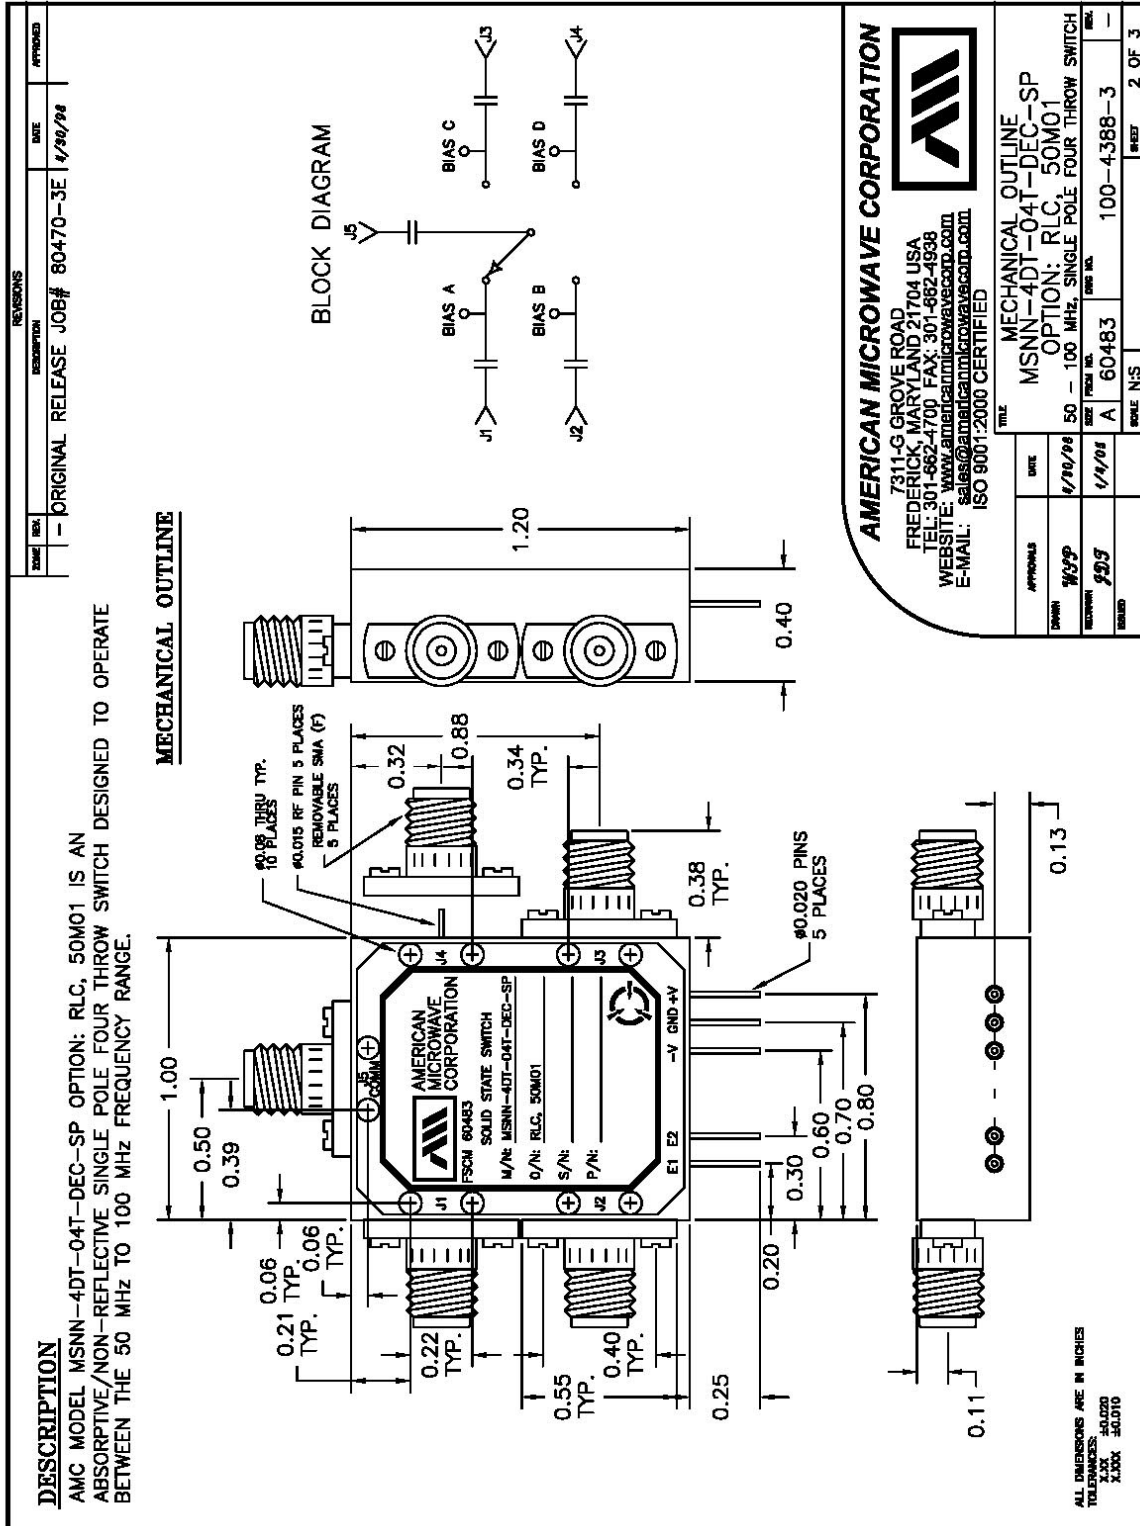 DESCRIPTION
AMC MODEL MSNN-4DT-04T-DEC-SP OPTION: RLC, 50M01 IS AN
ABSORPTIVE/NON-REFLECTIVE SINGLE POLE FOUR THROW SWITCH DESIGNED TO OPERATE
BETWEEN THE 50 MHz TO 100 MHz FREQUENCY RANGE.
REVISIONS
ZONE REV. DESCRIPTION DATE APPROVED
- ORIGINAL RELEASE JOB# 80470-3E 4/30/98
MECHANICAL OUTLINE
1.00
0.50
0.39
0.06 TYP.
0.06 TYP.
0.21 TYP.
0.22 TYP.
0.55 TYP.
0.40 TYP.
0.25
0.20
0.30
0.60
0.70
0.80
ø0.08 THRU TYP.
10 PLACES
ø0.015 RF PIN 5 PLACES
REMOVABLE SMA (F)
5 PLACES
0.32
0.88
0.34 TYP.
0.38 TYP.
ø0.020 PINS
5 PLACES
J5
COMM
J1
J2
J3
J4
AMERICAN
MICROWAVE
CORPORATION
FSCM 60483
SOLID STATE SWITCH
M/N: MSNN-4DT-04T-DEC-SP
O/N: RLC, 50M01
S/N:
P/N:
E1 E2 -V GND +V
1.20
0.40
0.11
0.13
BLOCK DIAGRAM
J5
J1
BIAS A
BIAS C
J3
J2
BIAS B
BIAS D
J4
ALL DIMENSIONS ARE IN INCHES
TOLERANCES:
X.XX ±0.020
X.XXX ±0.010
AMERICAN MICROWAVE CORPORATION
7311-G GROVE ROAD
FREDERICK, MARYLAND 21704 USA
TEL: 301-662-4700 FAX: 301-662-4938
WEBSITE: www.americanmicrowavecorp.com
E-MAIL: sales@americanmicrowavecorp.com
ISO 9001:2000 CERTIFIED
APPROVALS DATE
DRAWN WSP 4/30/98
REDRAWN
ISSUED
TITLE
MECHANICAL OUTLINE
MSNN-4DT-04T-DEC-SP
OPTION: RLC, 50M01
50 - 100 MHz, SINGLE POLE FOUR THROW SWITCH
SIZE A
FSCM NO. 60483
DWG NO. 100-4388-3
REV. -
SCALE N:S
SHEET 2 OF 3